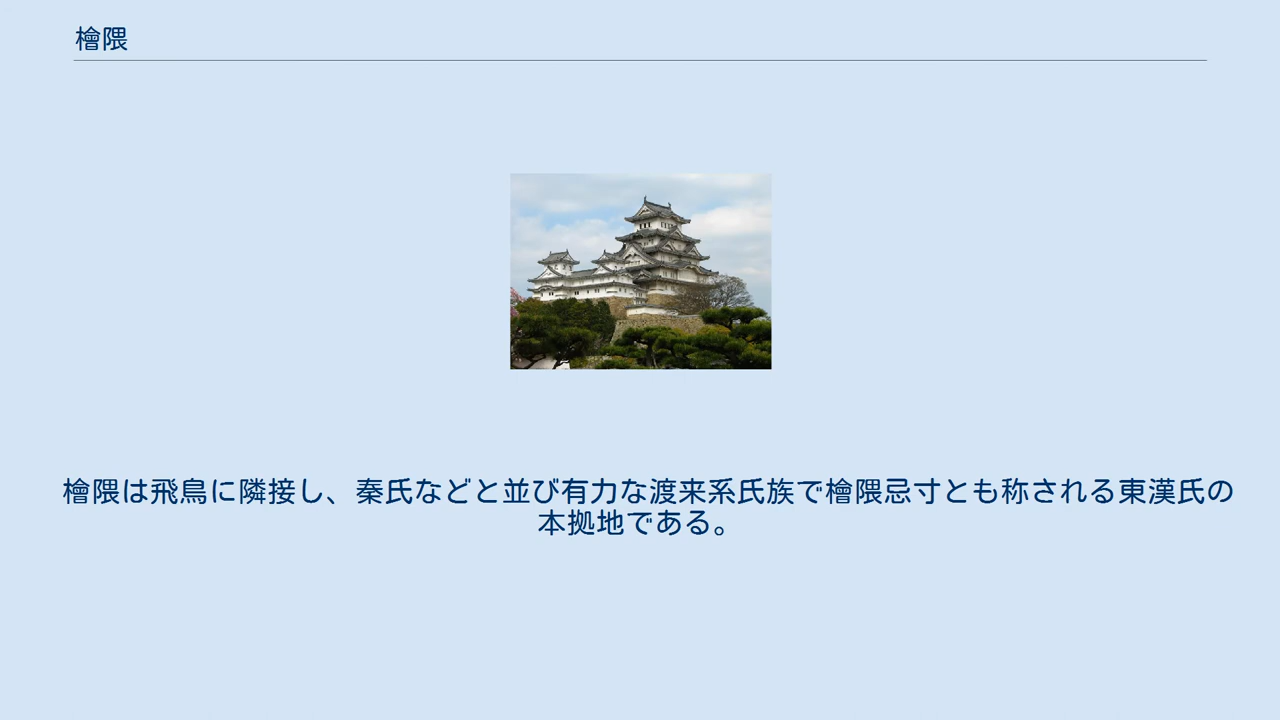 檜隈
檜隈は飛鳥に隣接し、秦氏などと並び有力な渡来系氏族で檜隈忌寸とも称される東漢氏の
本拠地である。